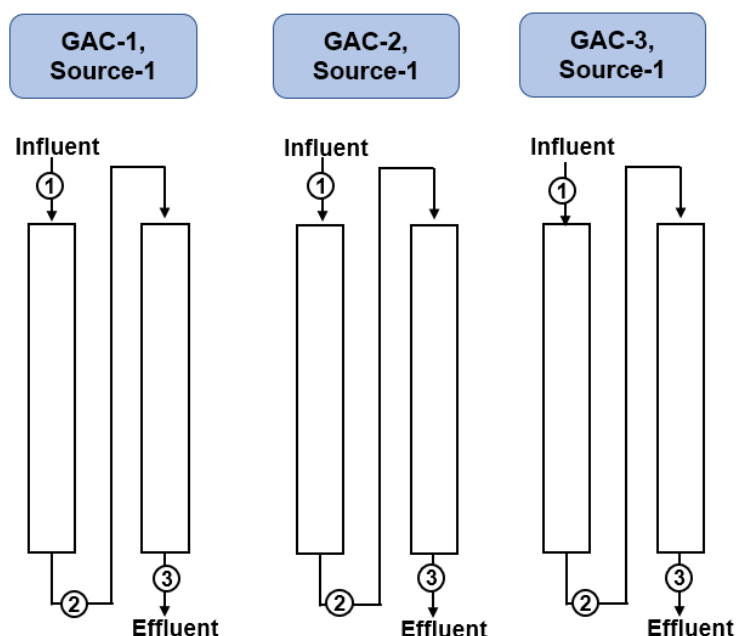 GAC-1,
Source-1
GAC-2,
Source-1
GAC-3,
Source-1
Influent
1
2
3
Effluent
Influent
1
2
3
Effluent
Influent
1
2
3
Effluent